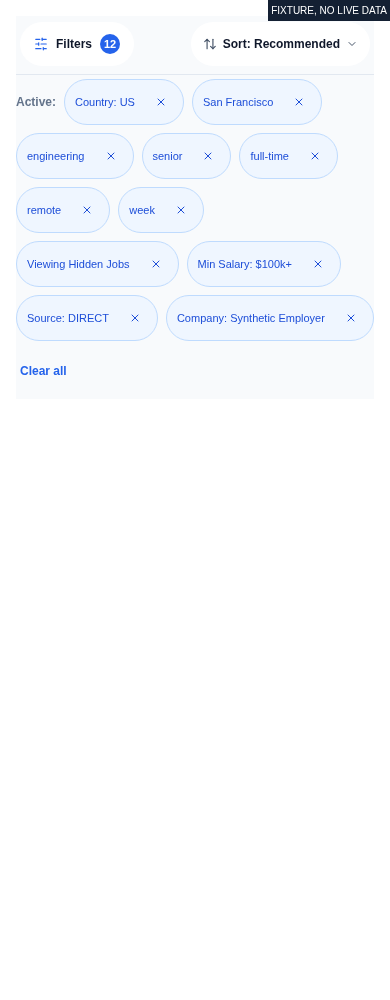 FIXTURE, NO LIVE DATA
Filters 12 Sort: Recommended
Active: Country: US San Francisco
engineering senior full-time
remote week
Viewing Hidden Jobs Min Salary: $100k+
Source: DIRECT Company: Synthetic Employer
Clear all